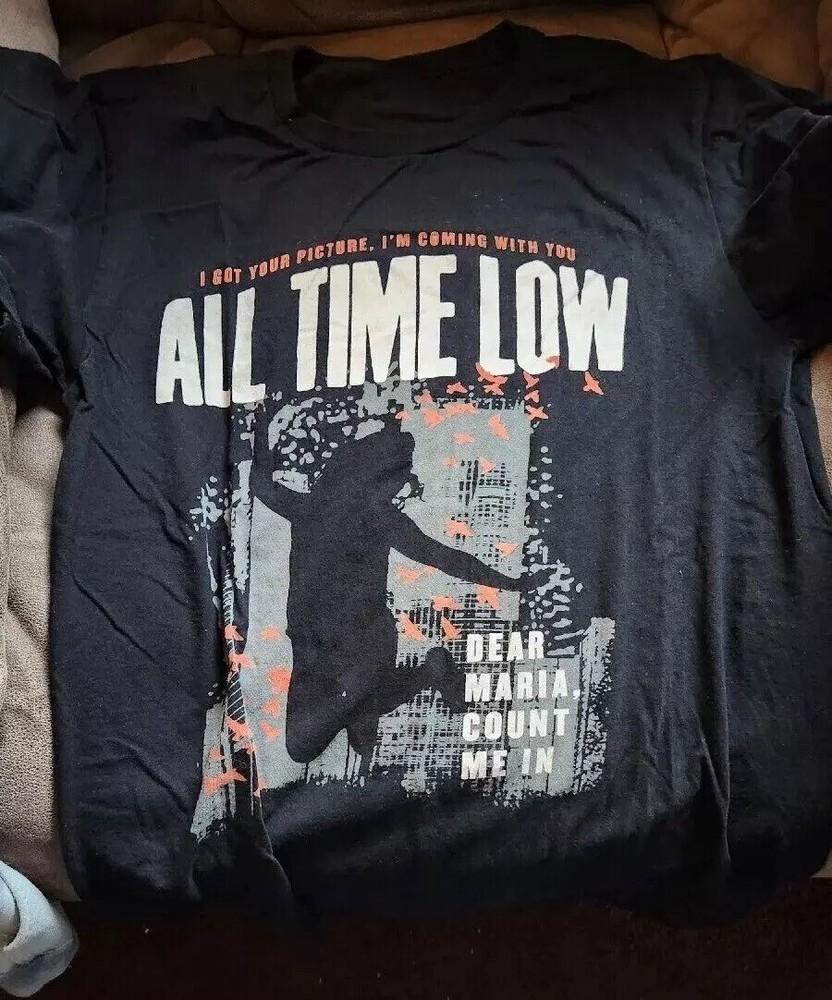 I GOT YOUR PICTURE, I'M COMING WITH YOU
ALL TIME LOW
DEAR
MARIA,
COUNT
ME IN